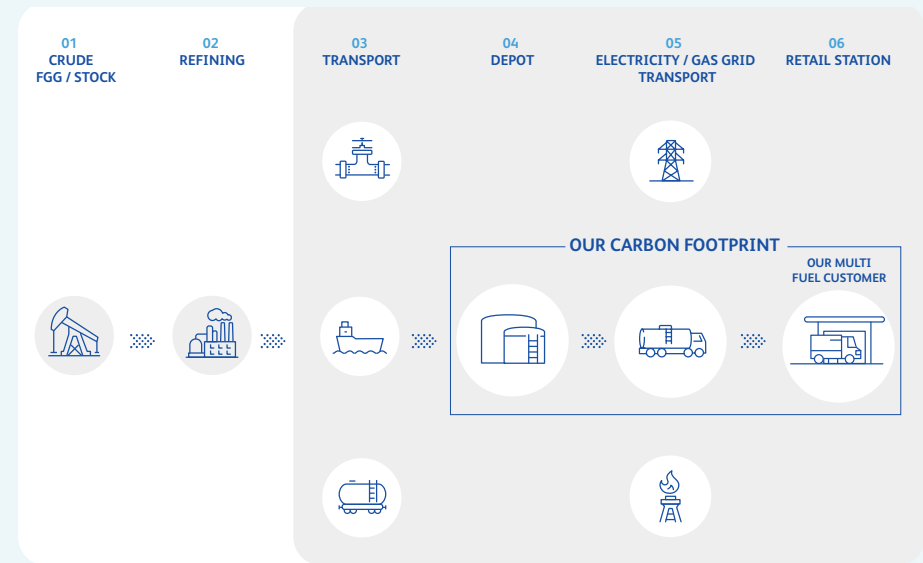 01
CRUDE
FGG / STOCK
02
REFINING
03
TRANSPORT
04
DEPOT
05
ELECTRICITY / GAS GRID
TRANSPORT
06
RETAIL STATION
OUR CARBON FOOTPRINT
OUR MULTI
FUEL CUSTOMER